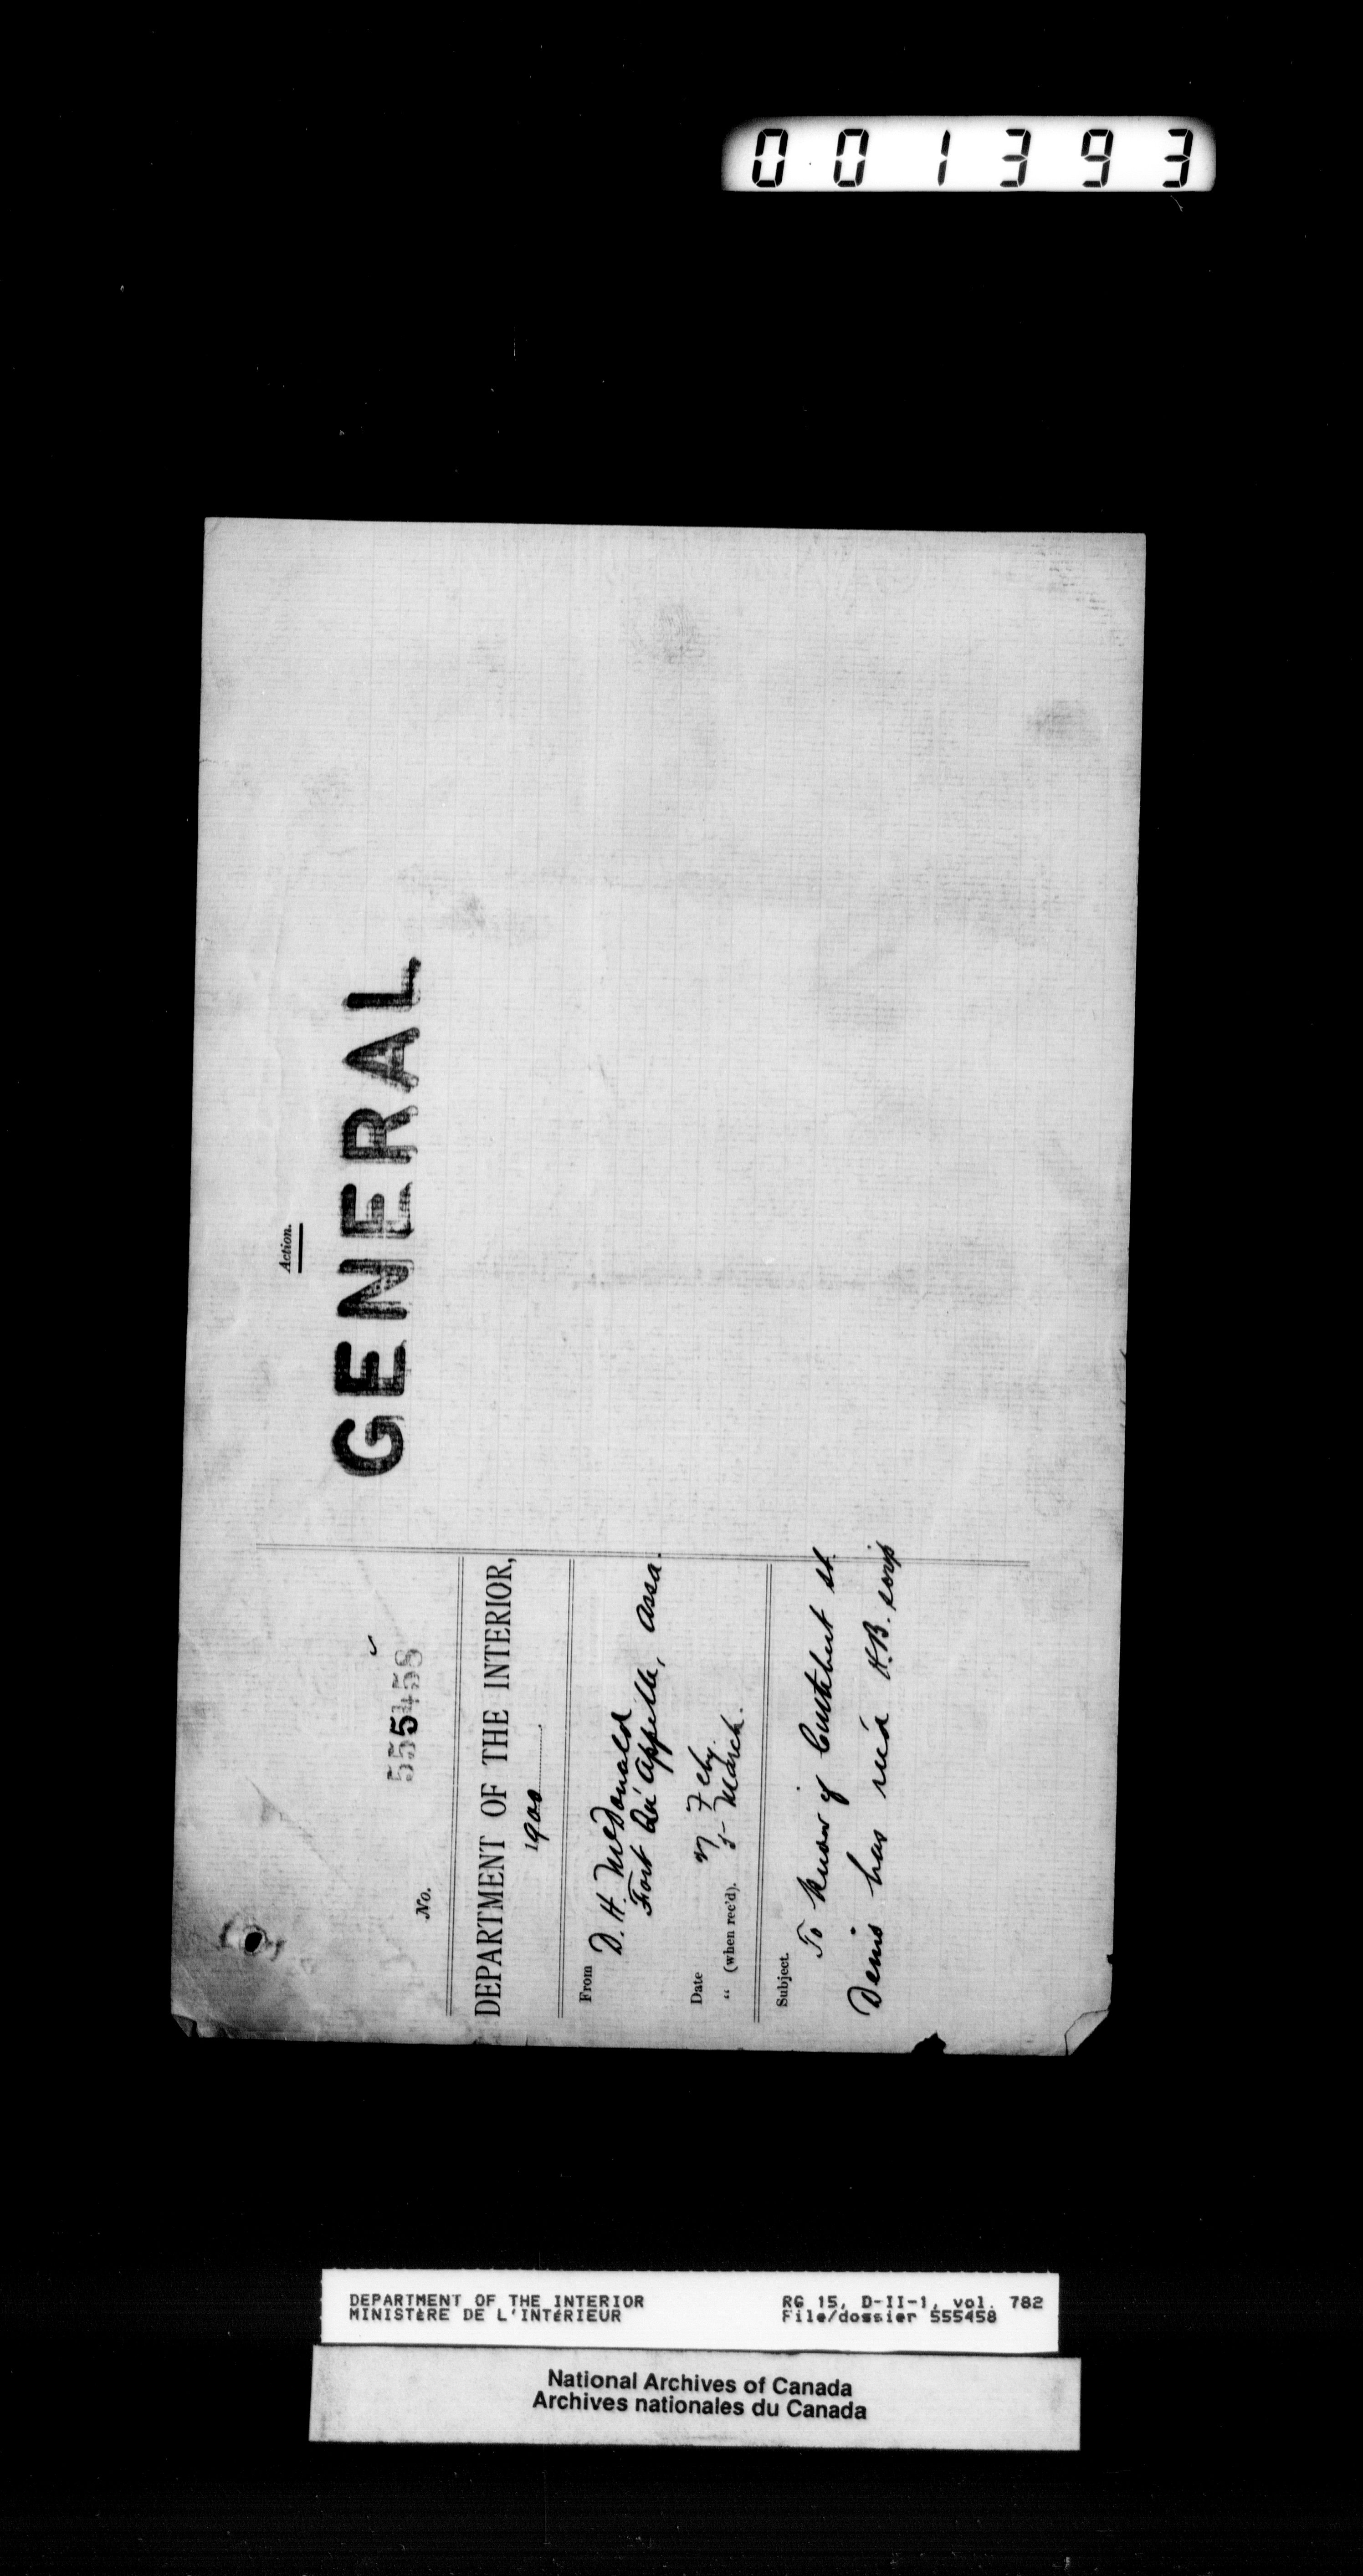 001393
Action.
GENERAL
No. 555458
DEPARTMENT OF THE INTERIOR,
1900
From D. H. McDonald
Fort Qu'Appelle, Assa.
Date Feby.
" (when rec'd). 5 March.
Subject.
To know if Cuthbert St.
Denis has rec'd H.B. scrip
DEPARTMENT OF THE INTERIOR RG 15, D-II-1, vol. 782
MINISTÈRE DE L'INTÉRIEUR File/dossier 555458
National Archives of Canada
Archives nationales du Canada